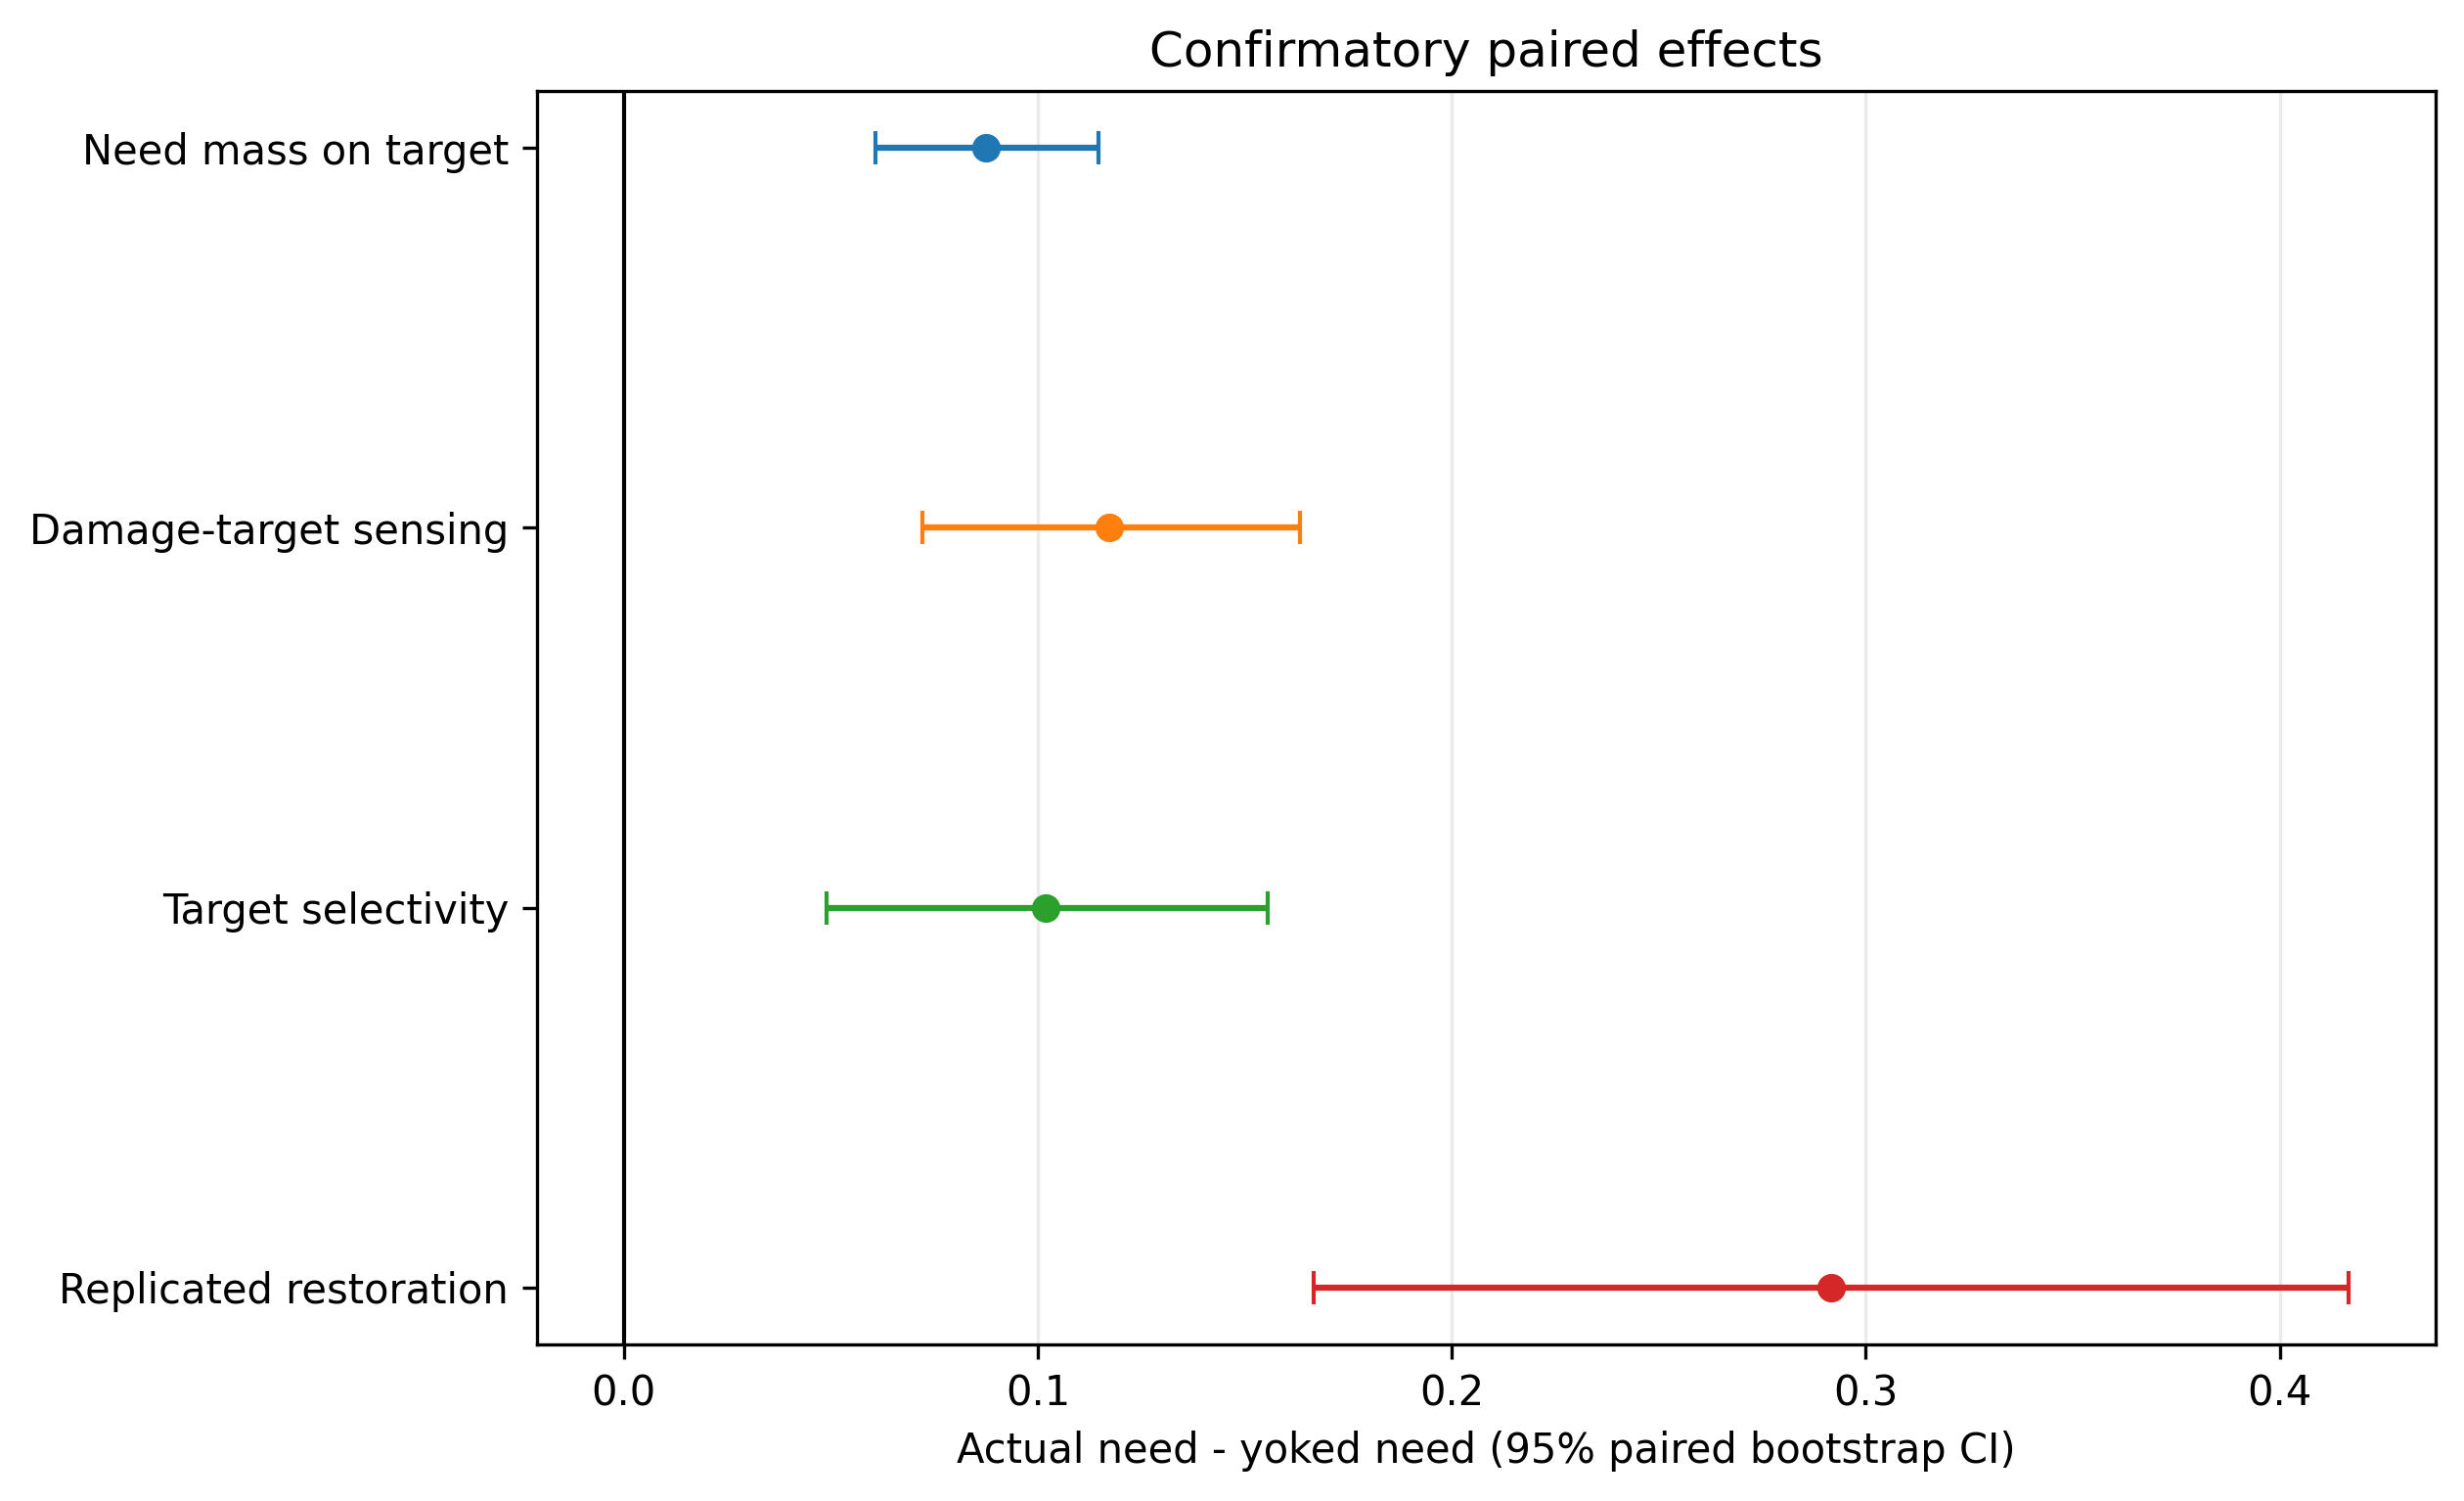 Confirmatory paired effects
Need mass on target
Damage-target sensing
Target selectivity
Replicated restoration
0.0 0.1 0.2 0.3 0.4
Actual need - yoked need (95% paired bootstrap CI)